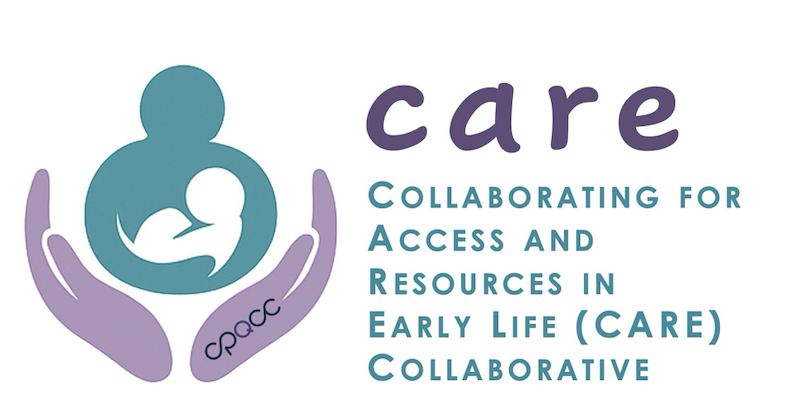 cpqcc
care
Collaborating for
Access and
Resources in
Early Life (CARE)
Collaborative